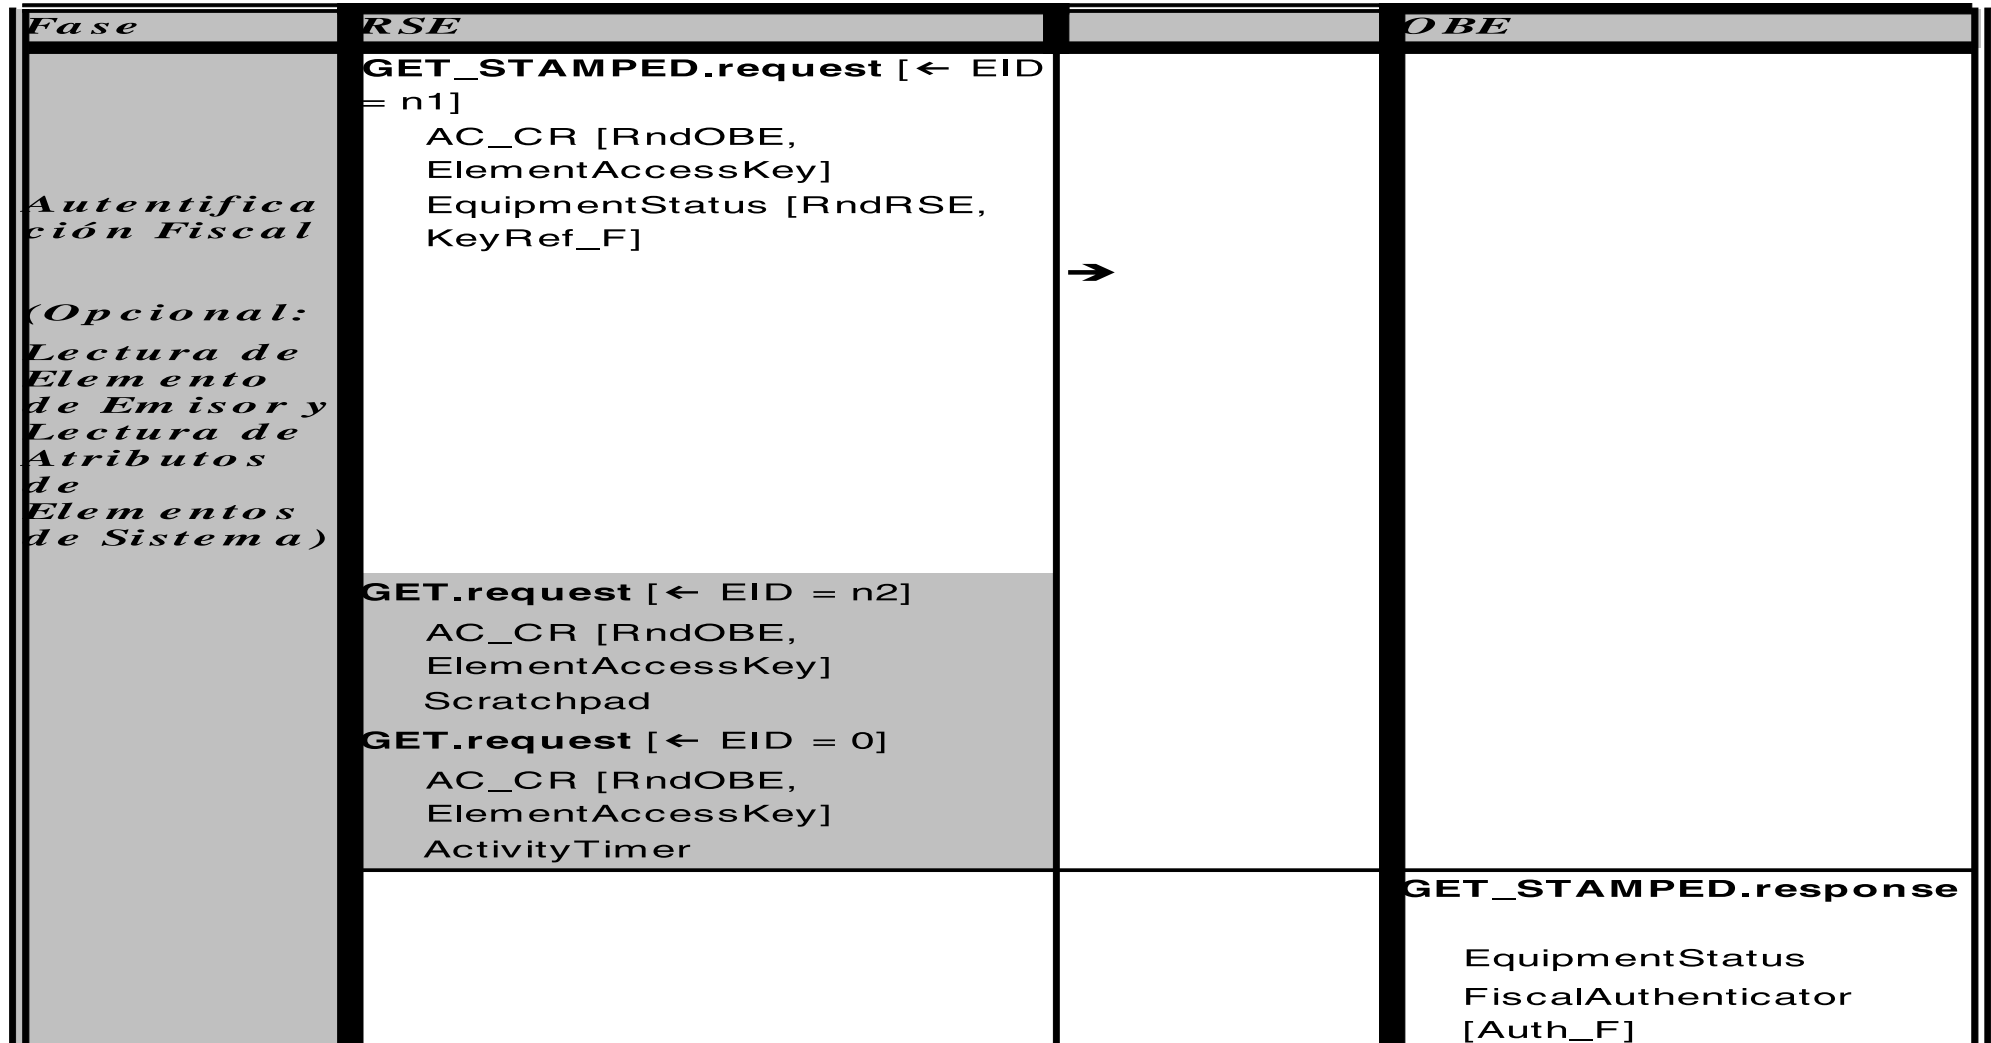 Fase
RSE
OBE
Autentifica
ción Fiscal
(Opcional:
Lectura de
Elemento
de Emisor y
Lectura de
Atributos
de
Elementos
de Sistema)
GET_STAMPED.request [← EID
= n1]
AC_CR [RndOBE,
ElementAccessKey]
EquipmentStatus [RndRSE,
KeyRef_F]
➔
GET.request [← EID = n2]
AC_CR [RndOBE,
ElementAccessKey]
Scratchpad
GET.request [← EID = 0]
AC_CR [RndOBE,
ElementAccessKey]
ActivityTimer
GET_STAMPED.response
EquipmentStatus
FiscalAuthenticator
[Auth_F]